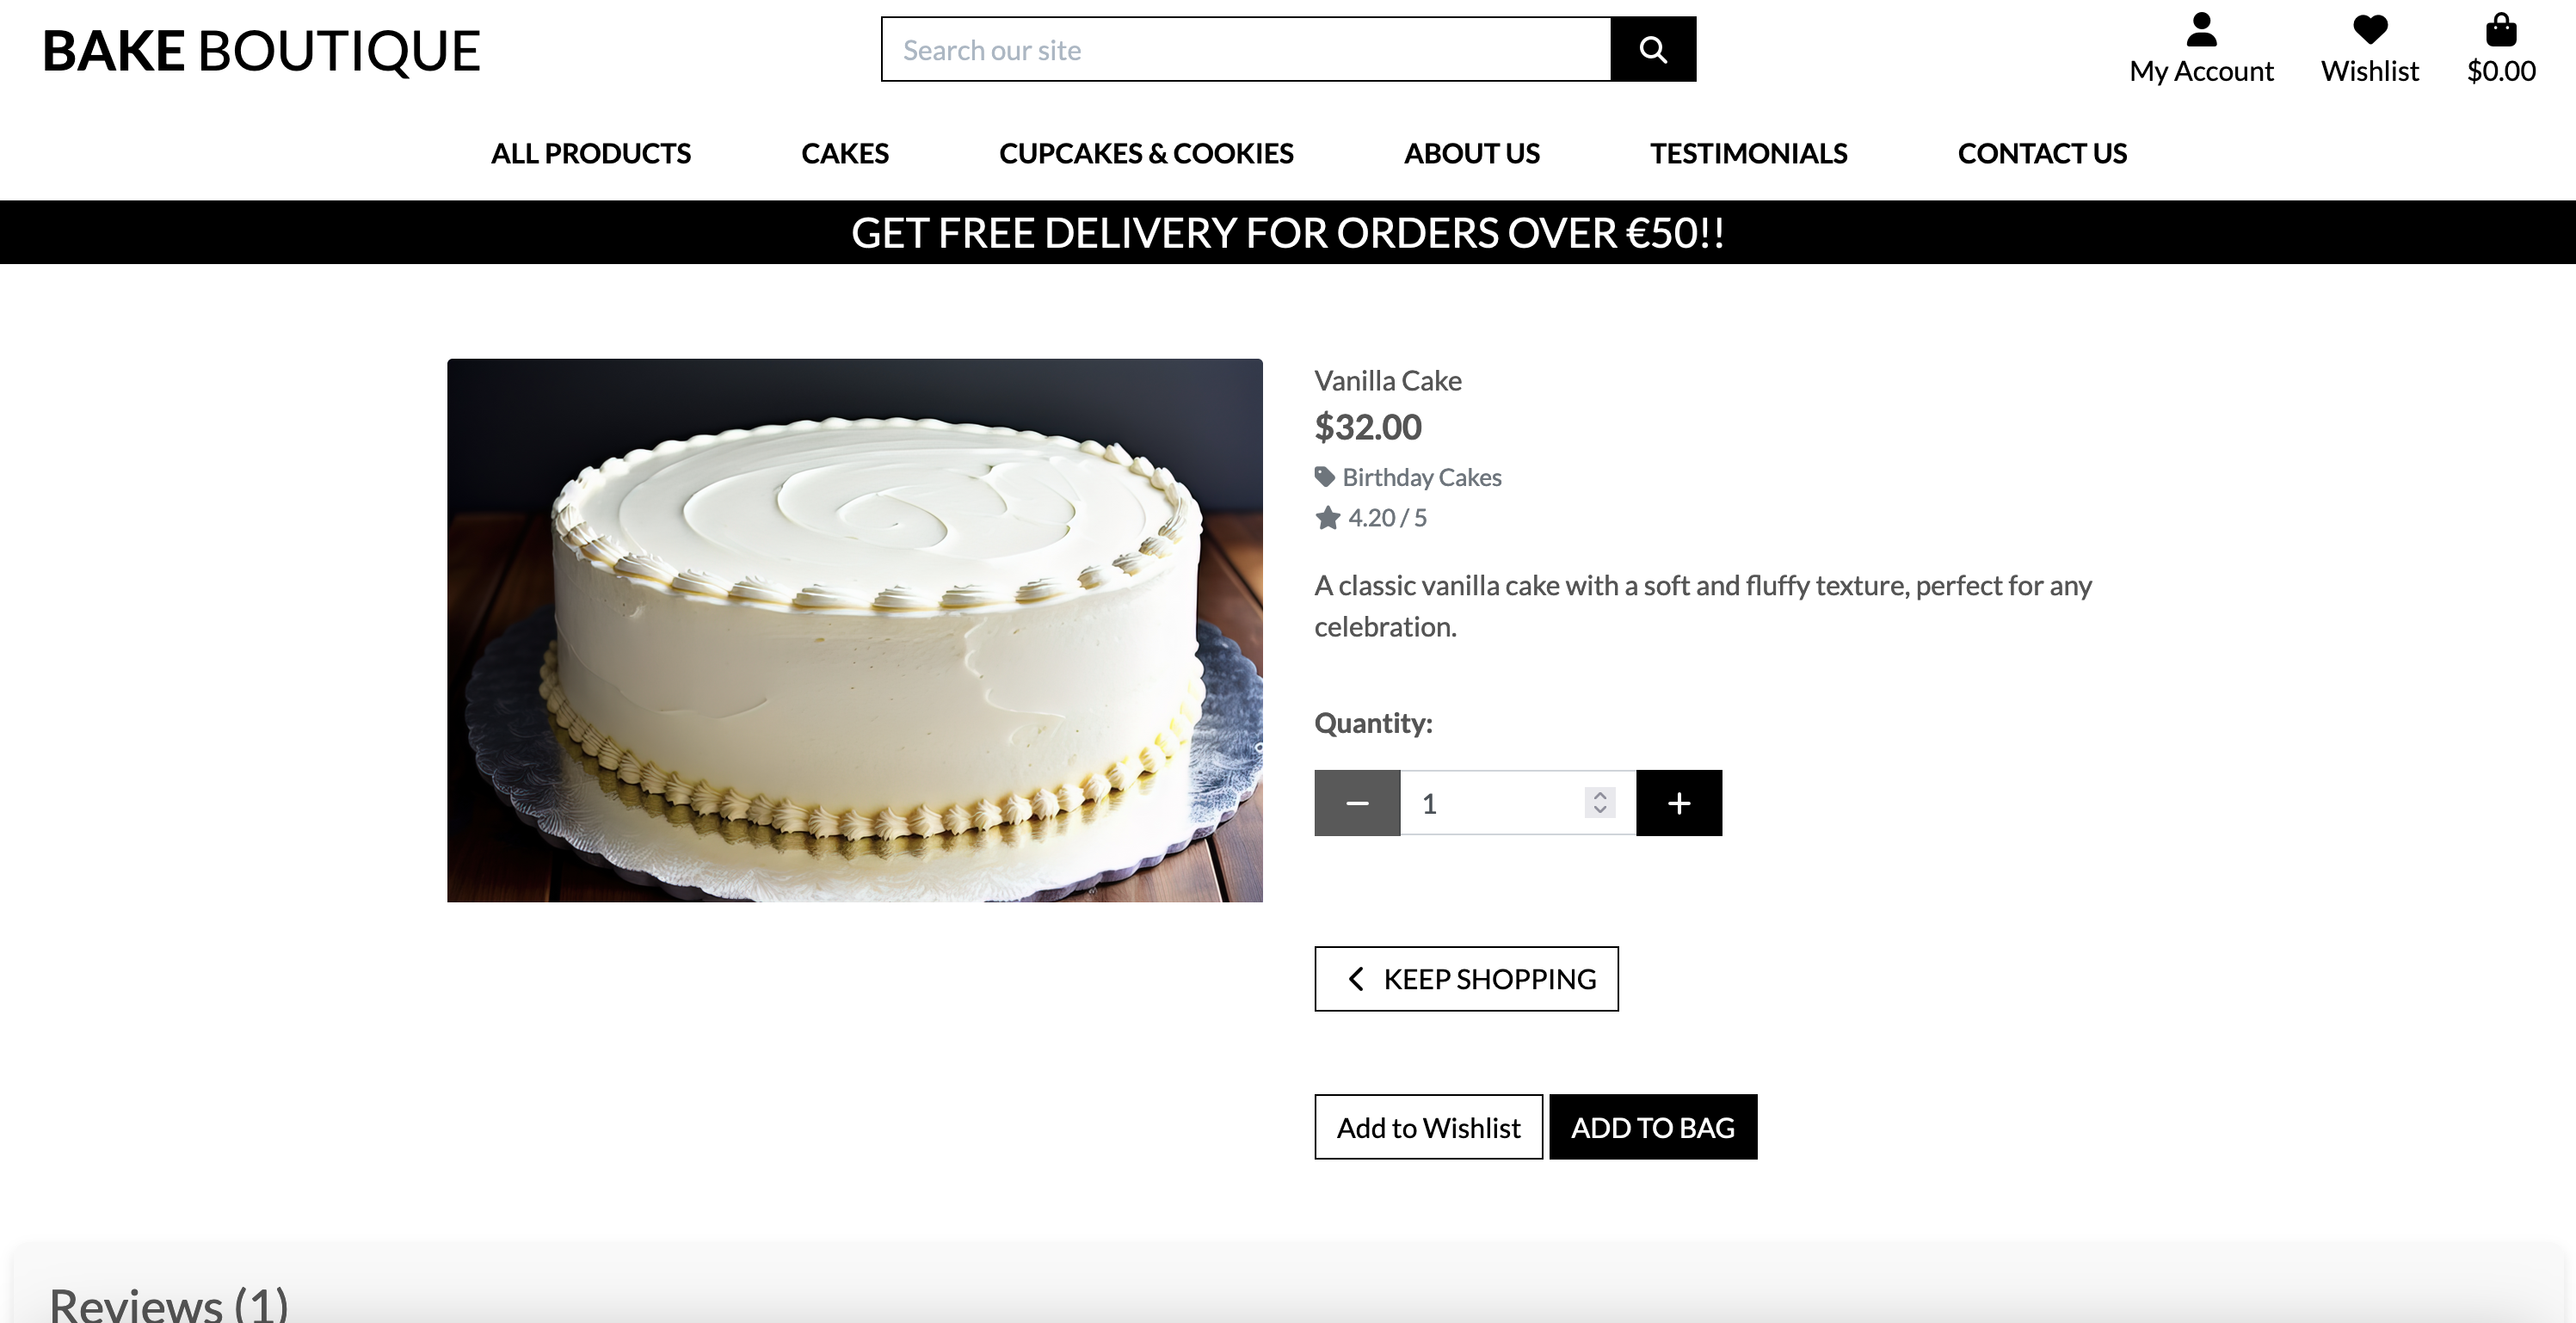 BAKE BOUTIQUE
Search our site
My Account
Wishlist
$0.00
ALL PRODUCTS
CAKES
CUPCAKES & COOKIES
ABOUT US
TESTIMONIALS
CONTACT US
GET FREE DELIVERY FOR ORDERS OVER €50!!
Vanilla Cake
$32.00
Birthday Cakes
4.20 / 5
A classic vanilla cake with a soft and fluffy texture, perfect for any
celebration.
Quantity:
1
KEEP SHOPPING
Add to Wishlist
ADD TO BAG
Reviews (1)